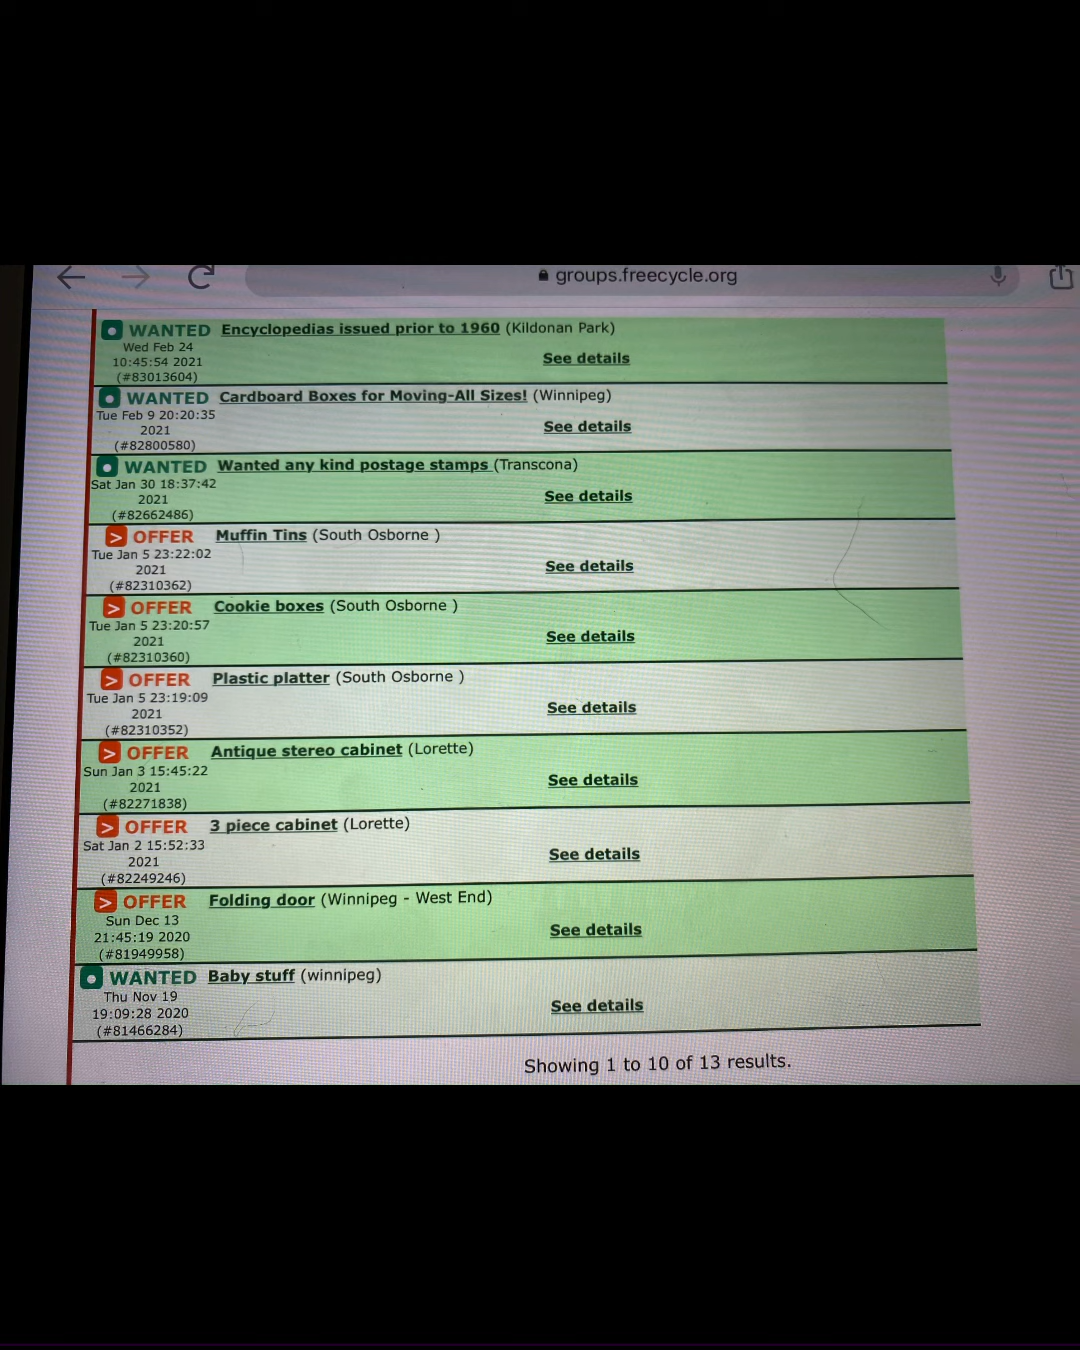 groups.freecycle.org
WANTED Encyclopedias issued prior to 1960 (Kildonan Park)
Wed Feb 24
10:45:54 2021
(#83013604)
See details
WANTED Cardboard Boxes for Moving-All Sizes! (Winnipeg)
Tue Feb 9 20:20:35
2021
(#82800580)
See details
WANTED Wanted any kind postage stamps (Transcona)
Sat Jan 30 18:37:42
2021
(#82662486)
See details
> OFFER Muffin Tins (South Osborne )
Tue Jan 5 23:22:02
2021
(#82310362)
See details
> OFFER Cookie boxes (South Osborne )
Tue Jan 5 23:20:57
2021
(#82310360)
See details
> OFFER Plastic platter (South Osborne )
Tue Jan 5 23:19:09
2021
(#82310352)
See details
> OFFER Antique stereo cabinet (Lorette)
Sun Jan 3 15:45:22
2021
(#82271838)
See details
> OFFER 3 piece cabinet (Lorette)
Sat Jan 2 15:52:33
2021
(#82249246)
See details
> OFFER Folding door (Winnipeg - West End)
Sun Dec 13
21:45:19 2020
(#81949958)
See details
WANTED Baby stuff (winnipeg)
Thu Nov 19
19:09:28 2020
(#81466284)
See details
Showing 1 to 10 of 13 results.